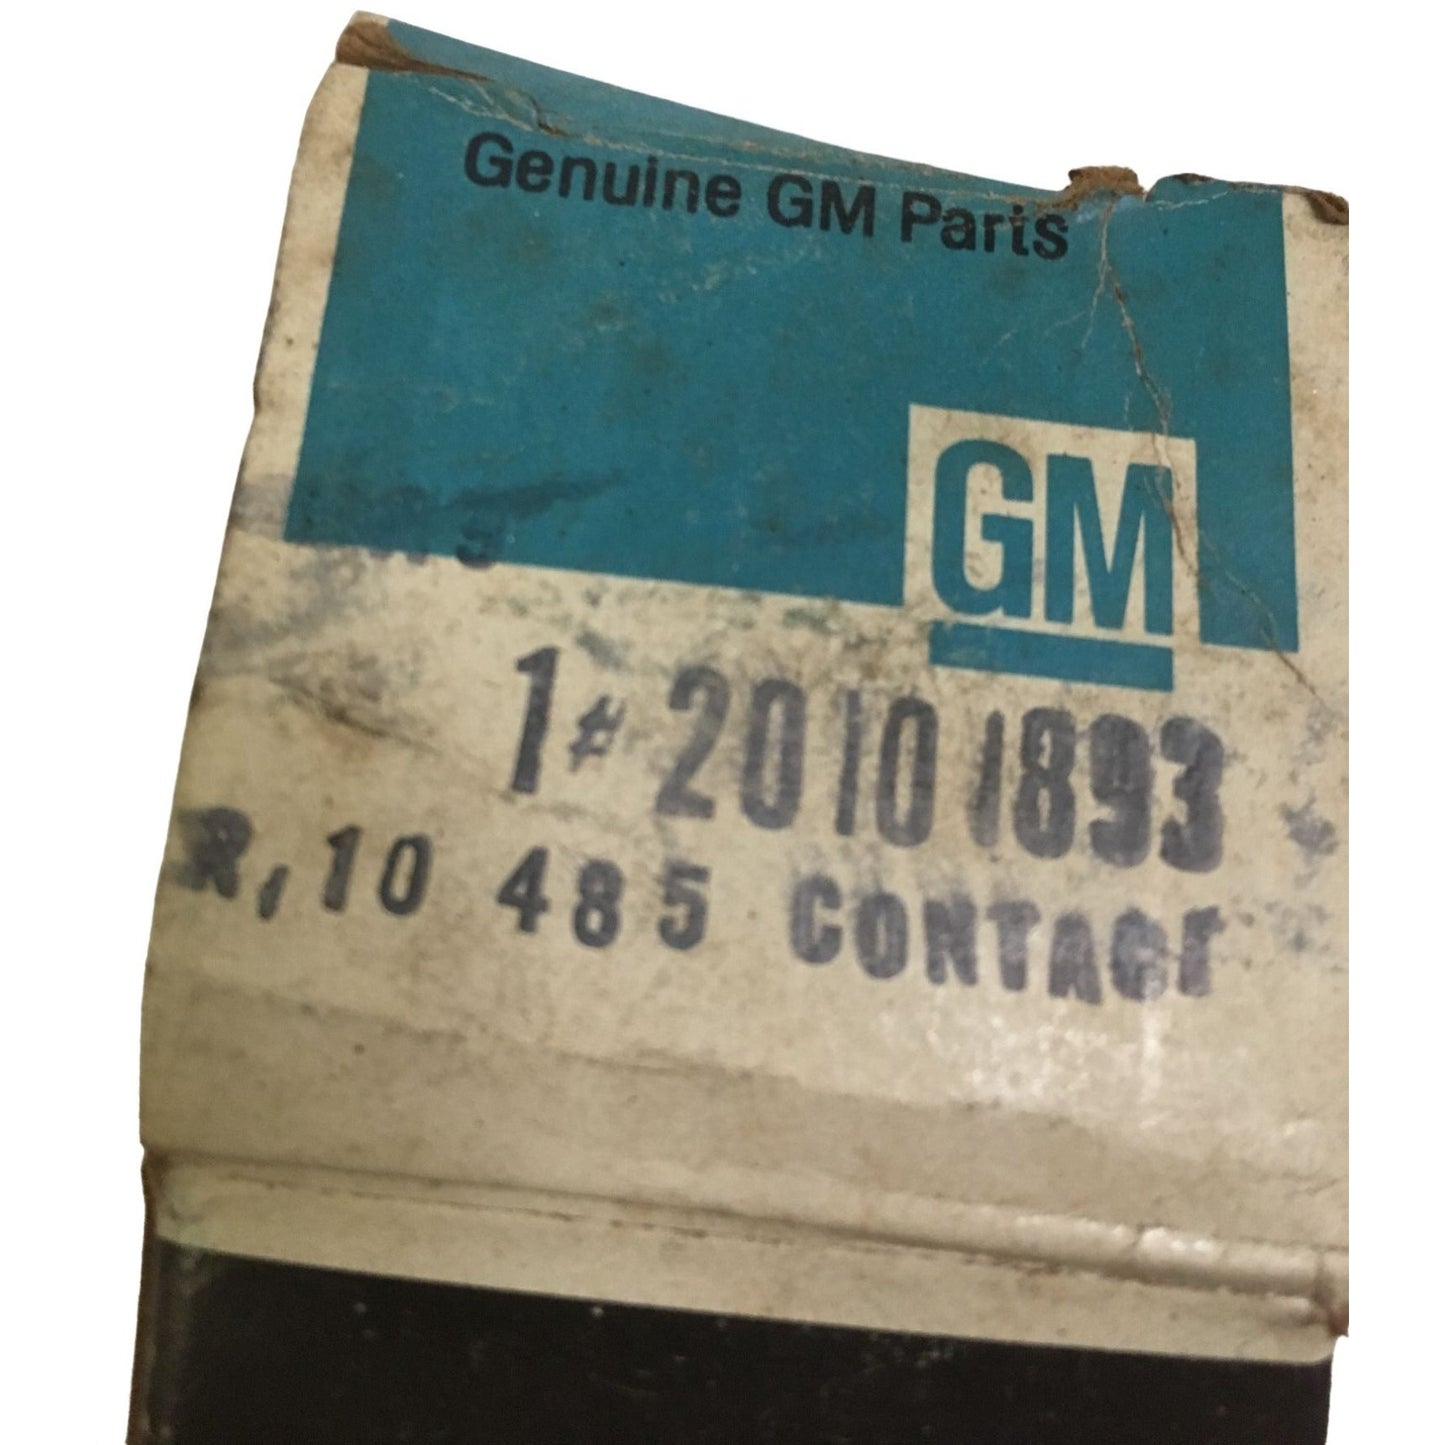 Genuine GM Parts
GM
1 # 20101893
R, 10 485 CONTACT